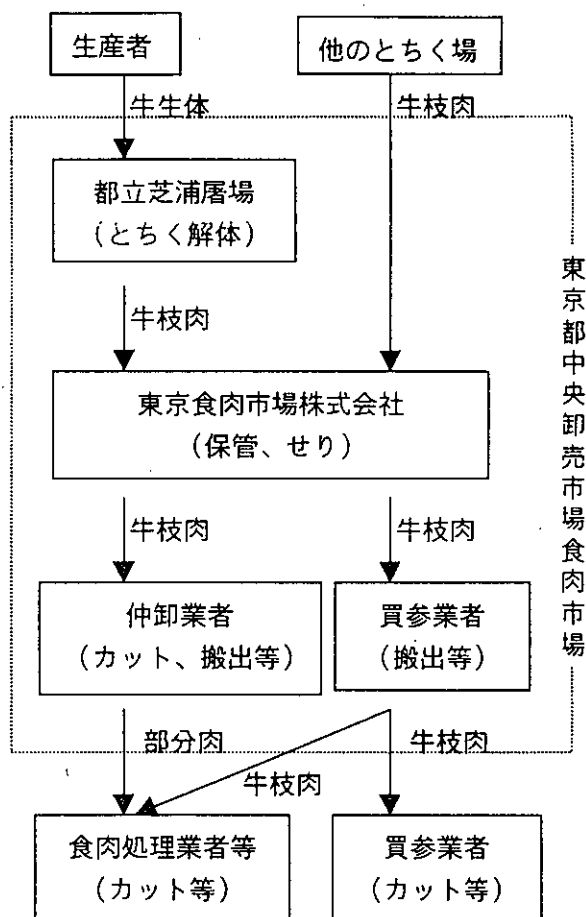 生産者
他のとちく場
牛生体
牛枝肉
都立芝浦屠場
（とちく解体）
牛枝肉
東京食肉市場株式会社
（保管、せり）
牛枝肉
牛枝肉
仲卸業者
（カット、搬出等）
買参業者
（搬出等）
東京都中央卸売市場食肉市場
部分肉
牛枝肉
牛枝肉
食肉処理業者等
（カット等）
買参業者
（カット等）